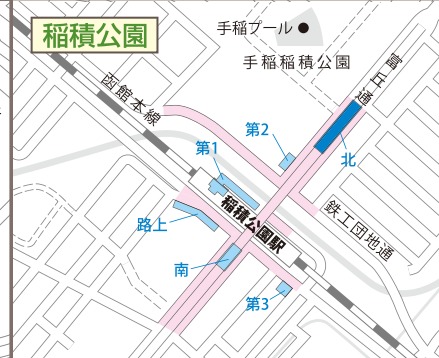 稲積公園
手稲プール
手稲稲積公園
富丘通
函館本線
第2
第1
北
稲積公園駅
鉄工団地通
路上
南
第3